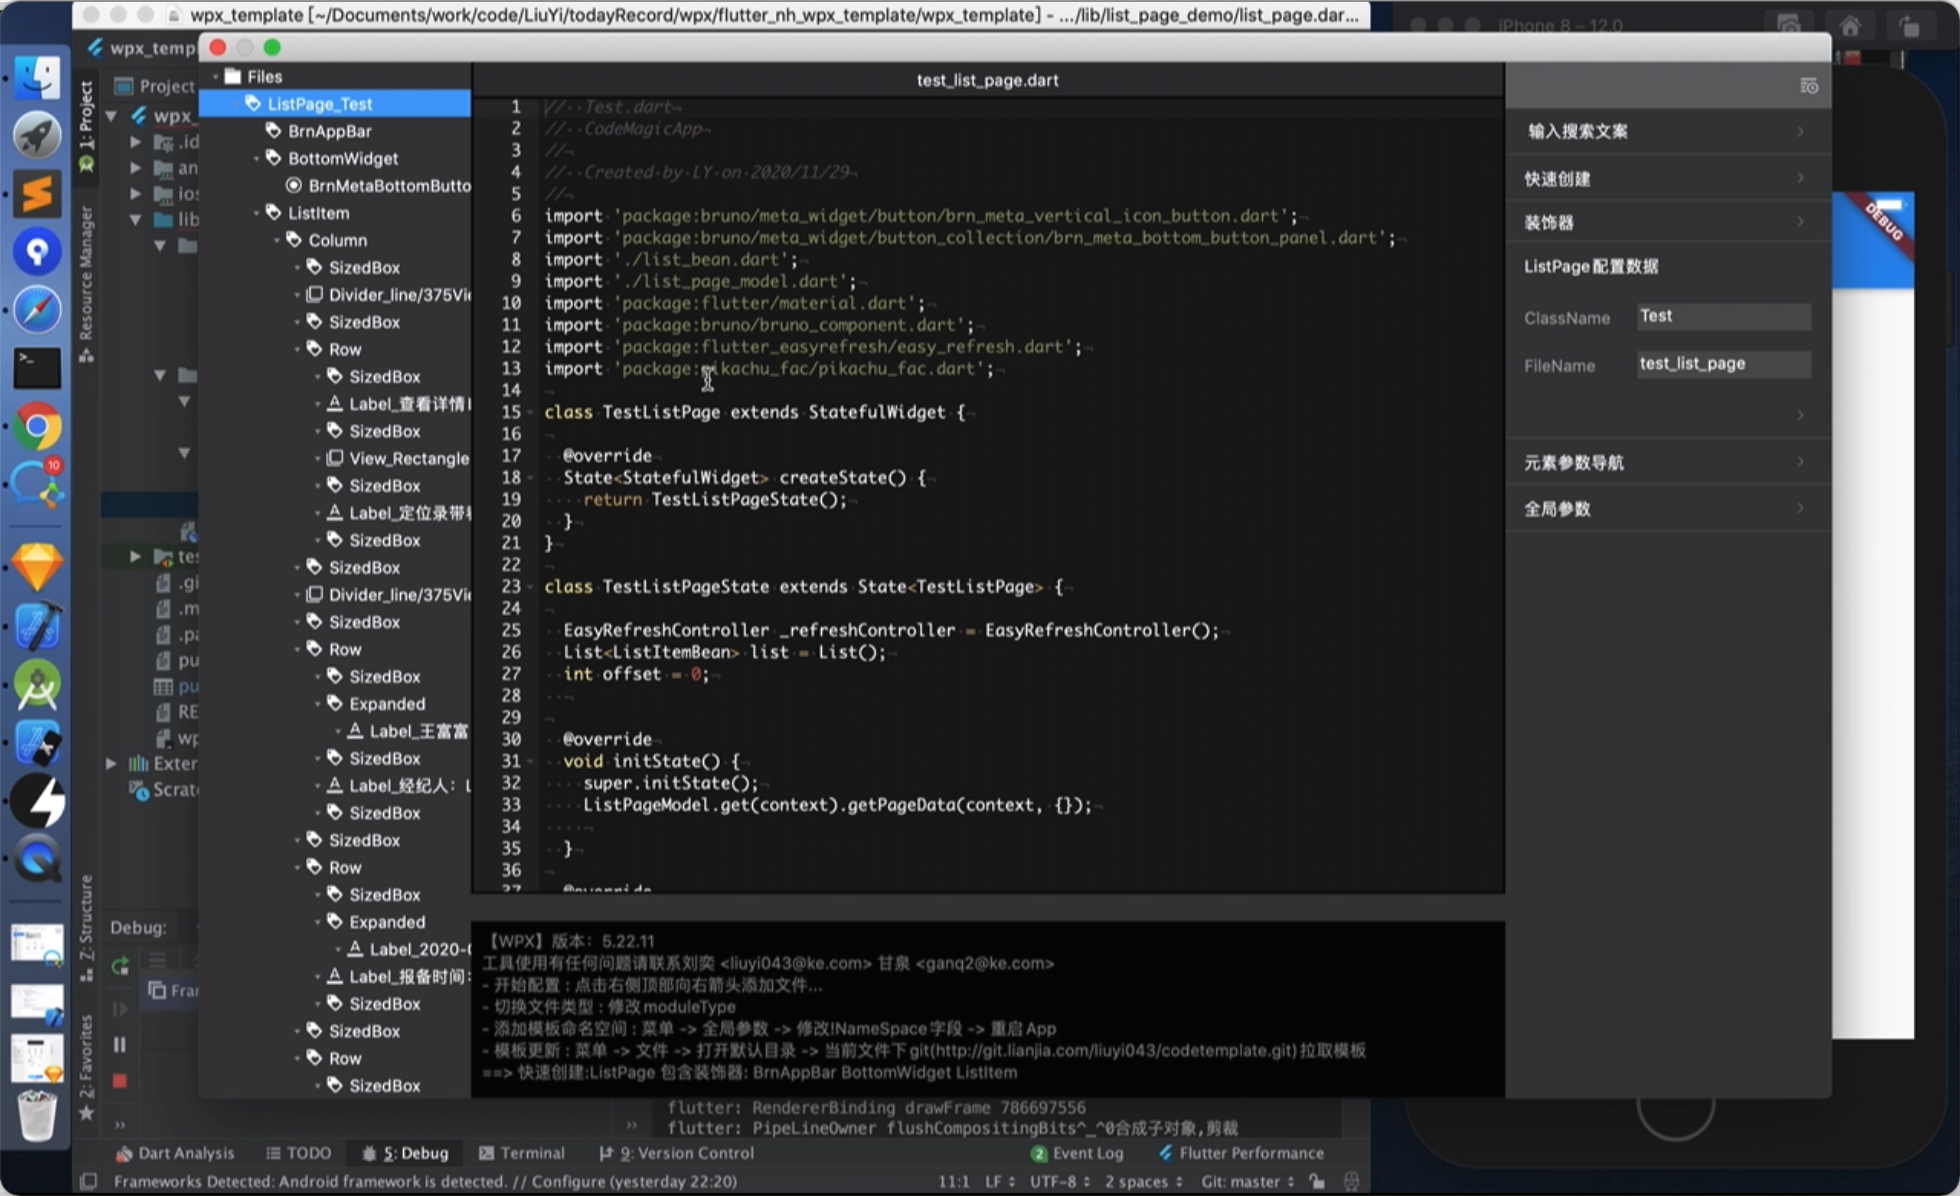 wpx_template [~/Documents/work/code/LiuYi/todayRecord/wpx/flutter_nh_wpx_template/wpx_template] - .../lib/list_page_demo/list_page.dar...
iPhone 8 – 12.0
wpx_temp
Project
wpx_
.id
an
ios
lib
tes
.gi
.m
.pa
pu
pu
RE
wp
Exter
Scrat
1: Project
Resource Manager
Z: Structure
2: Favorites
10
Files
ListPage_Test
BrnAppBar
BottomWidget
BrnMetaBottomButto
ListItem
Column
SizedBox
Divider_line/375Vi
SizedBox
Row
SizedBox
Label_查看详情
SizedBox
View_Rectangle
SizedBox
Label_定位录带
SizedBox
SizedBox
Divider_line/375Vi
SizedBox
Row
SizedBox
Expanded
Label_王富富
SizedBox
Label_经纪人：
SizedBox
SizedBox
Row
SizedBox
Expanded
Label_2020-
Label_报备时间：
SizedBox
SizedBox
Row
SizedBox
test_list_page.dart
1 // Test.dart
2 // CodeMagicApp
3 //
4 // Created by LY on 2020/11/29
5 //
6 import 'package:bruno/meta_widget/button/brn_meta_vertical_icon_button.dart';
7 import 'package:bruno/meta_widget/button_collection/brn_meta_bottom_button_panel.dart';
8 import './list_bean.dart';
9 import './list_page_model.dart';
10 import 'package:flutter/material.dart';
11 import 'package:bruno/bruno_component.dart';
12 import 'package:flutter_easyrefresh/easy_refresh.dart';
13 import 'package:pikachu_fac/pikachu_fac.dart';
14
15 class TestListPage extends StatefulWidget {
16
17 @override
18 State<StatefulWidget> createState() {
19 return TestListPageState();
20 }
21 }
22
23 class TestListPageState extends State<TestListPage> {
24
25 EasyRefreshController _refreshController = EasyRefreshController();
26 List<ListItemBean> list = List();
27 int offset = 0;
28
29
30 @override
31 void initState() {
32 super.initState();
33 ListPageModel.get(context).getPageData(context, {});
34
35 }
36
37 @override
输入搜索文案
快速创建
装饰器
ListPage配置数据
ClassName Test
FileName test_list_page
元素参数导航
全局参数
DEBUG
【WPX】版本：5.22.11
工具使用有任何问题请联系刘奕 <liuyi043@ke.com> 甘泉 <ganq2@ke.com>
- 开始配置 : 点击右侧顶部向右箭头添加文件...
- 切换文件类型 : 修改moduleType
- 添加模板命名空间 : 菜单 -> 全局参数 -> 修改!NameSpace字段 -> 重启App
- 模板更新 : 菜单 -> 文件 -> 打开默认目录 -> 当前文件下git(http://git.lianjia.com/liuyi043/codetemplate.git) 拉取模板
==> 快速创建:ListPage 包含装饰器: BrnAppBar BottomWidget ListItem
Debug:
Fra
flutter: RendererBinding drawFrame 786697556
flutter: PipeLineOwner flushCompositingBits^_^0合成子对象,剪裁
Dart Analysis TODO 5: Debug Terminal 9: Version Control 2 Event Log Flutter Performance
Frameworks Detected: Android framework is detected. // Configure (yesterday 22:20) 11:1 LF UTF-8 2 spaces Git: master